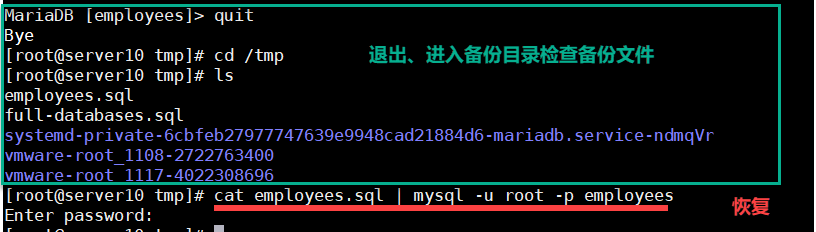 MariaDB [employees]> quit
Bye
[root@server10 tmp]# cd /tmp
退出、进入备份目录检查备份文件
[root@server10 tmp]# ls
employees.sql
full-databases.sql
systemd-private-6cbfeb27977747639e9948cad21884d6-mariadb.service-ndmqVr
vmware-root_1108-2722763400
vmware-root_1117-4022308696
[root@server10 tmp]# cat employees.sql | mysql -u root -p employees
恢复
Enter password:
[root@server10 tmp]#